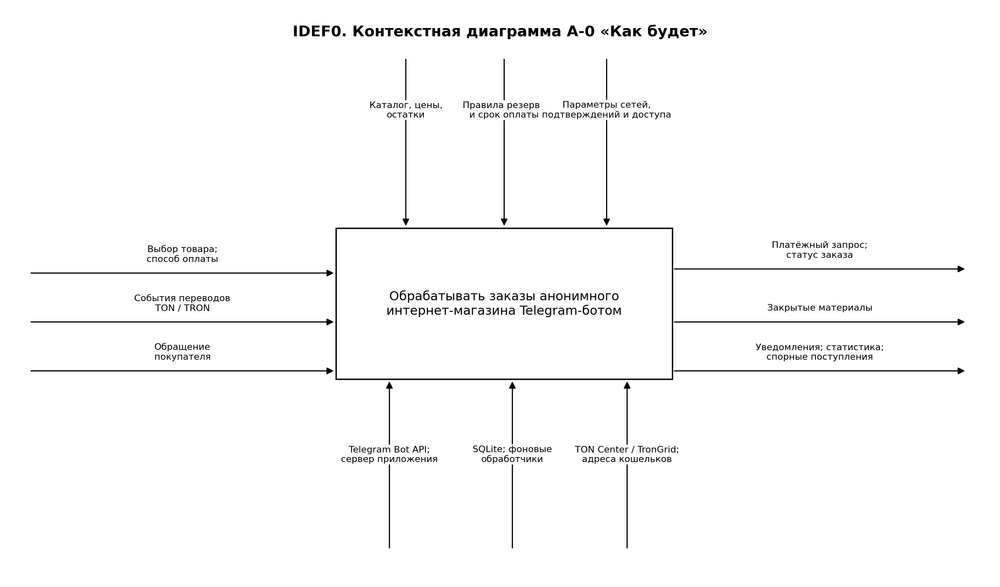 IDEF0. Контекстная диаграмма A-0 «Как будет»
Каталог, цены,
остатки
Правила резерв
и срок оплаты
Параметры сетей,
подтверждений и доступа
Выбор товара;
способ оплаты
События переводов
TON / TRON
Обращение
покупателя
Обрабатывать заказы анонимного
интернет-магазина Telegram-ботом
Платёжный запрос;
статус заказа
Закрытые материалы
Уведомления; статистика;
спорные поступления
Telegram Bot API;
сервер приложения
SQLite; фоновые
обработчики
TON Center / TronGrid;
адреса кошельков